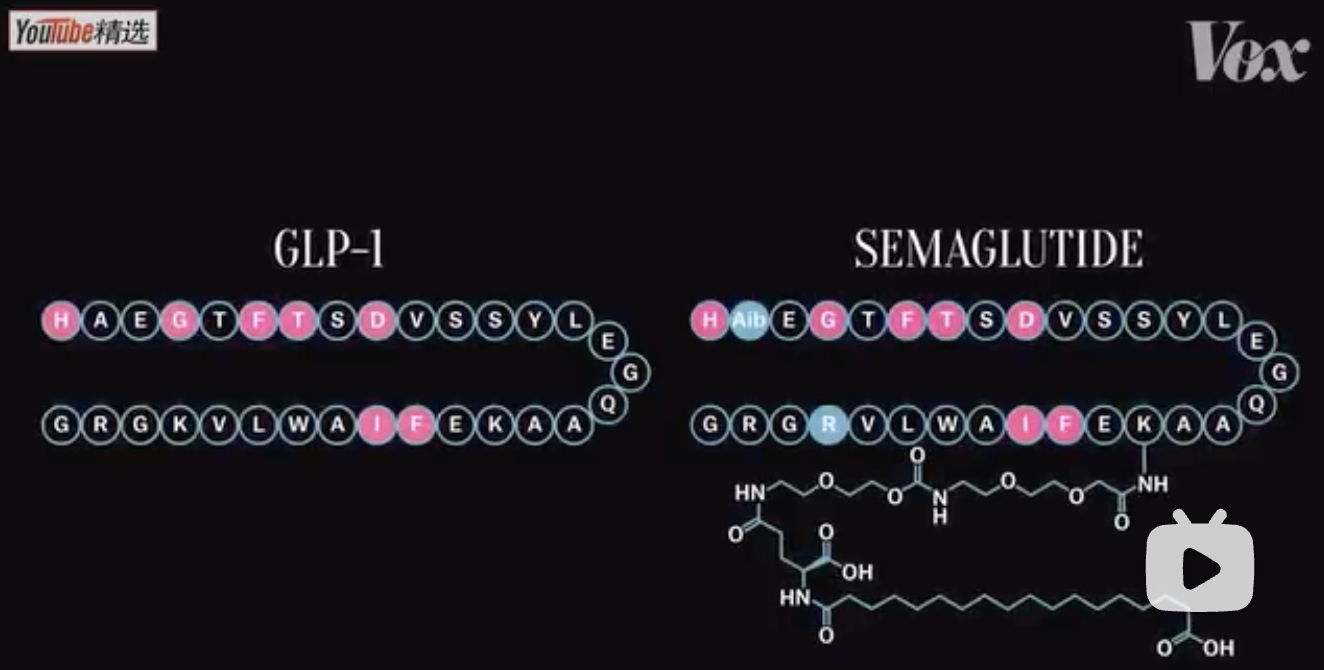 YouTube精选
Vox
GLP-1
SEMAGLUTIDE
H A E G T F T S D V S S Y L
E
G
Q
G R G K V L W A I F E K A A
H Aib E G T F T S D V S S Y L
E
G
Q
G R G R V L W A I F E K A A
O
HN O O N H O O O NH
O O OH
HN O
O OH